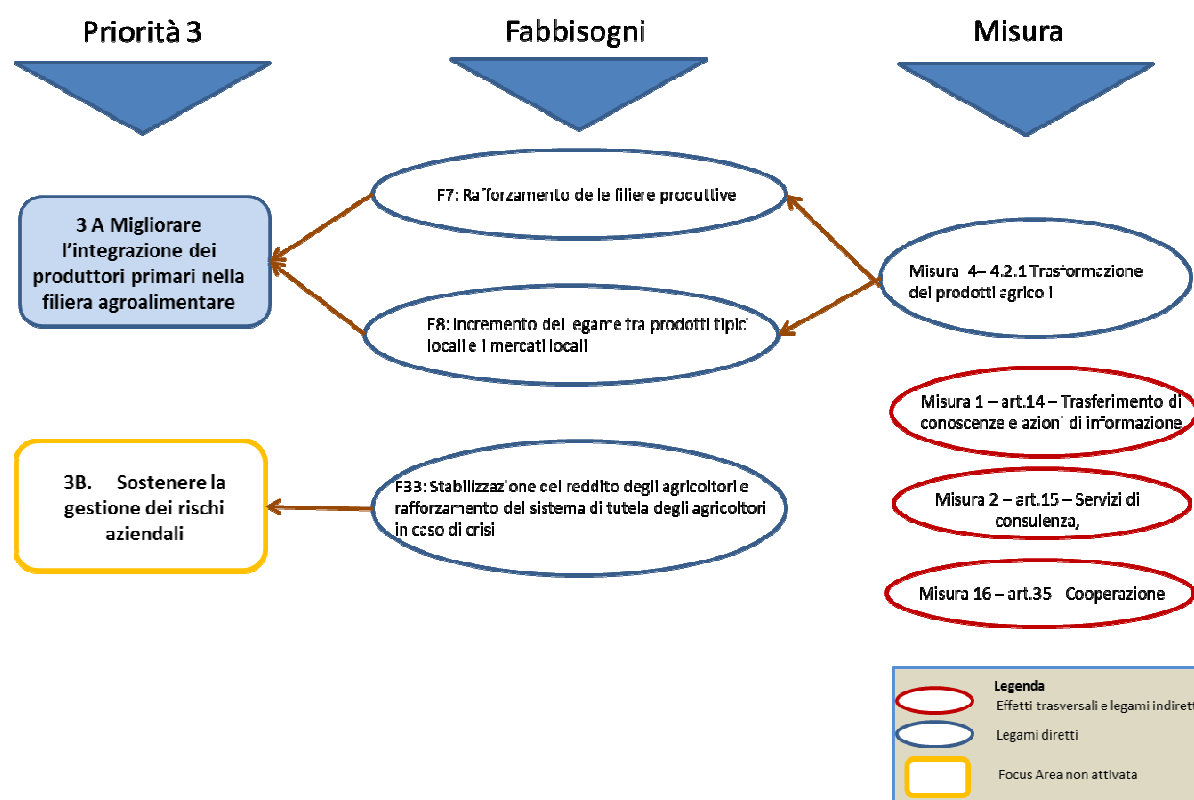 Priorità 3
Fabbisogni
Misura
3 A Migliorare
l'integrazione dei
produttori primari nella
filiera agroalimentare
F7: Rafforzamento delle filiere produttive
F8: Incremento del legame tra prodotti tipici
locali e i mercati locali
Misura 4– 4.2.1 Trasformazione
dei prodotti agricoli
Misura 1 – art.14 – Trasferimento di
conoscenze e azioni di informazione
Misura 2 – art.15 – Servizi di
consulenza,
Misura 16 – art.35 Cooperazione
3B. Sostenere la
gestione dei rischi
aziendali
F33: Stabilizzazione del reddito degli agricoltori e
rafforzamento del sistema di tutela degli agricoltori
in caso di crisi
Legenda
Effetti trasversali e legami indirett
Legami diretti
Focus Area non attivata